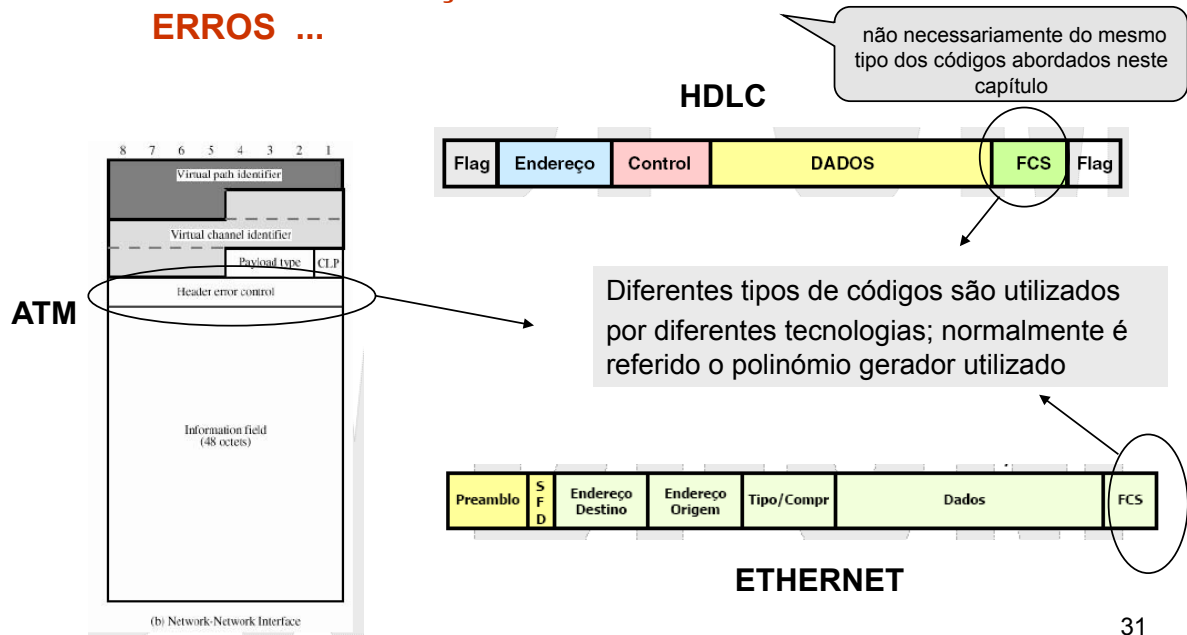 ERROS ...
não necessariamente do mesmo
tipo dos códigos abordados neste
capítulo
HDLC
Flag Endereço Control DADOS FCS Flag
8 7 6 5 4 3 2 1
Virtual path identifier
Virtual channel identifier
Payload type CLP
Header error control
ATM
Information field
(48 octets)
(b) Network-Network Interface
Diferentes tipos de códigos são utilizados
por diferentes tecnologias; normalmente é
referido o polinómio gerador utilizado
Preamblo SFD Endereço Destino Endereço Origem Tipo/Compr Dados FCS
ETHERNET
31